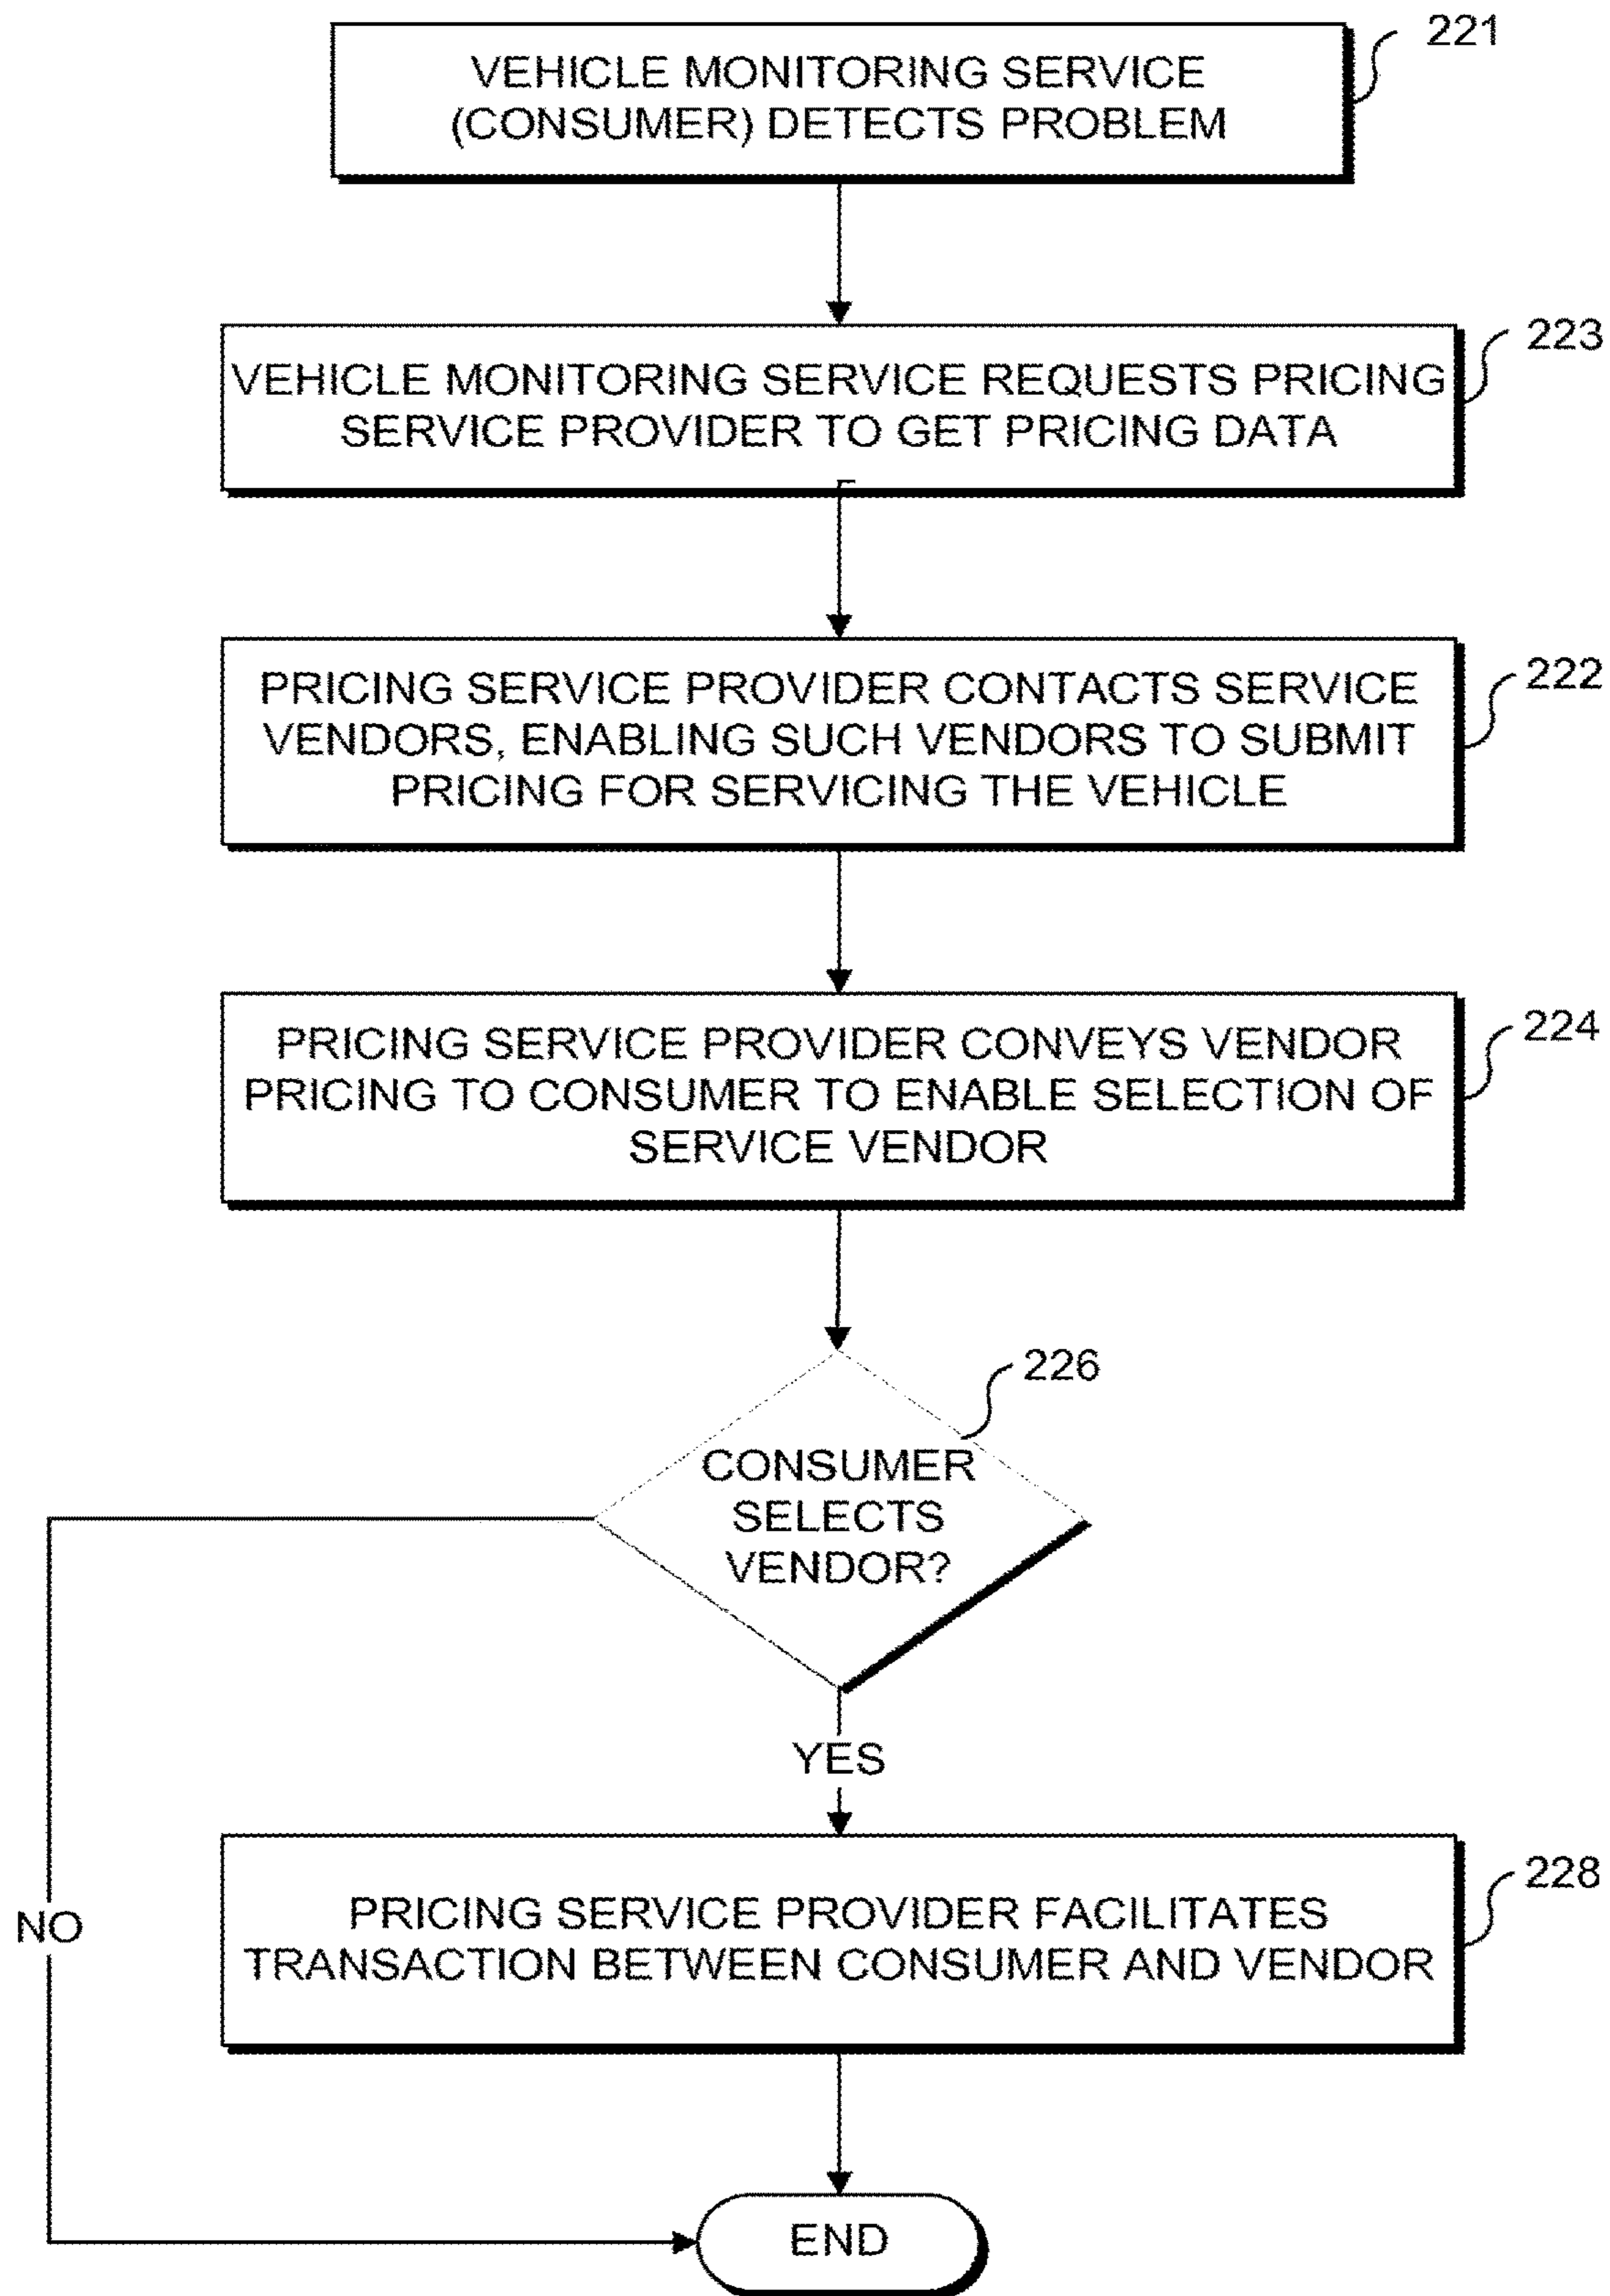 221
VEHICLE MONITORING SERVICE
(CONSUMER) DETECTS PROBLEM
223
VEHICLE MONITORING SERVICE REQUESTS PRICING
SERVICE PROVIDER TO GET PRICING DATA
222
PRICING SERVICE PROVIDER CONTACTS SERVICE
VENDORS, ENABLING SUCH VENDORS TO SUBMIT
PRICING FOR SERVICING THE VEHICLE
224
PRICING SERVICE PROVIDER CONVEYS VENDOR
PRICING TO CONSUMER TO ENABLE SELECTION OF
SERVICE VENDOR
226
CONSUMER
SELECTS
VENDOR?
YES
228
PRICING SERVICE PROVIDER FACILITATES
TRANSACTION BETWEEN CONSUMER AND VENDOR
NO
END